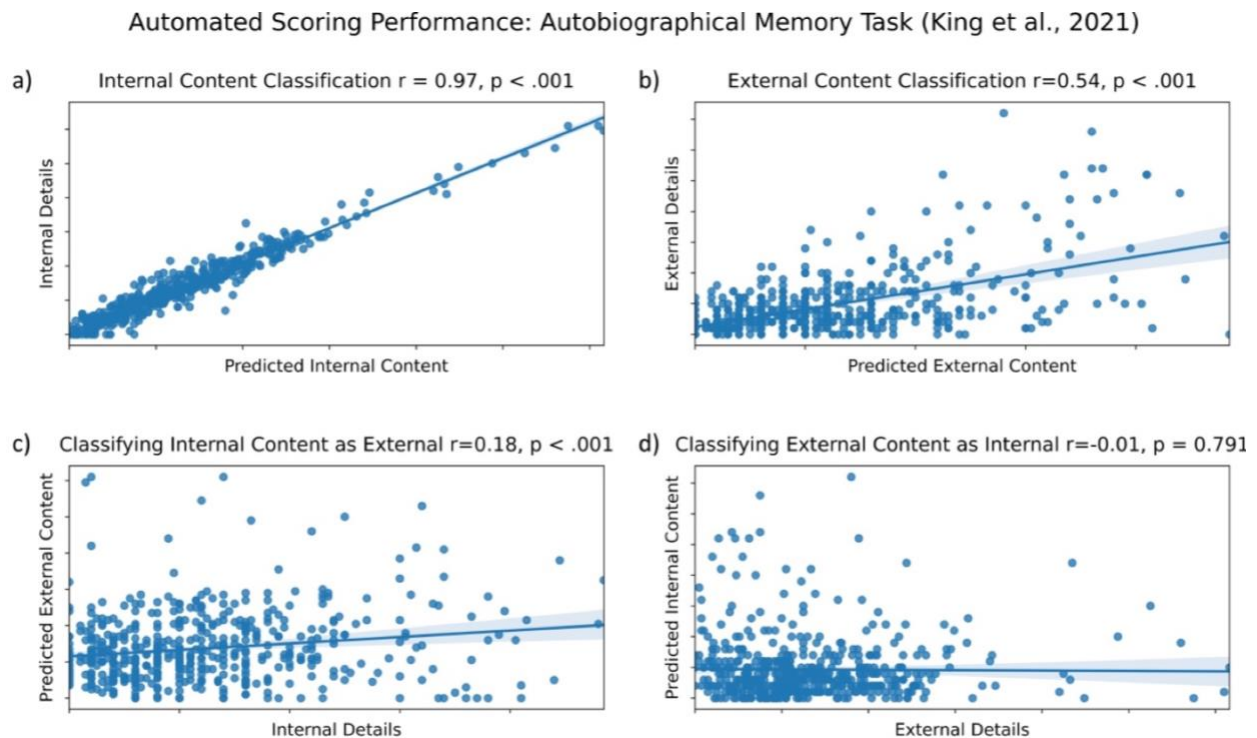 Automated Scoring Performance: Autobiographical Memory Task (King et al., 2021)
a)
Internal Content Classification r = 0.97, p < .001
Internal Details
Predicted Internal Content
b)
External Content Classification r=0.54, p < .001
External Details
Predicted External Content
c)
Classifying Internal Content as External r=0.18, p < .001
Predicted External Content
Internal Details
d)
Classifying External Content as Internal r=-0.01, p = 0.791
Predicted Internal Content
External Details